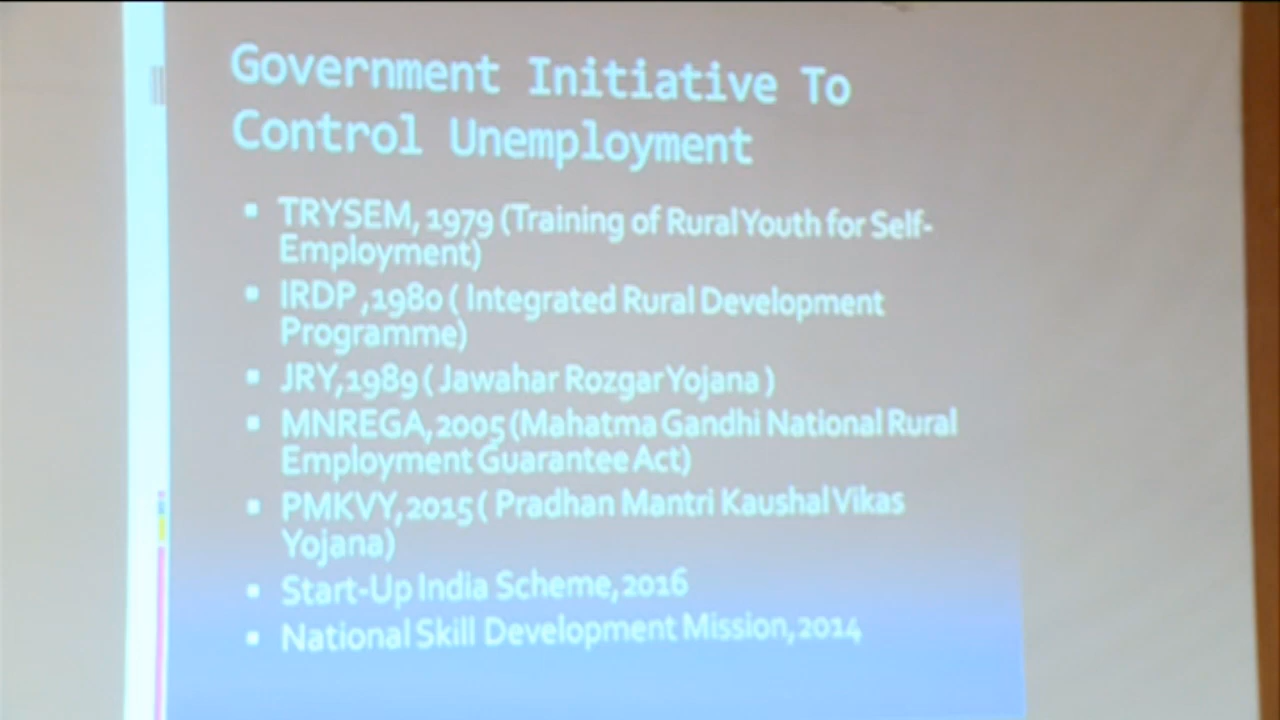 Government Initiative To
Control Unemployment
▪ TRYSEM, 1979 (Training of Rural Youth for Self-
Employment)
▪ IRDP ,1980 ( Integrated Rural Development
Programme)
▪ JRY,1989 ( Jawahar Rozgar Yojana )
▪ MNREGA,2005 (Mahatma Gandhi National Rural
Employment Guarantee Act)
▪ PMKVY,2015 ( Pradhan Mantri Kaushal Vikas
Yojana)
▪ Start-Up India Scheme,2016
▪ National Skill Development Mission,2014